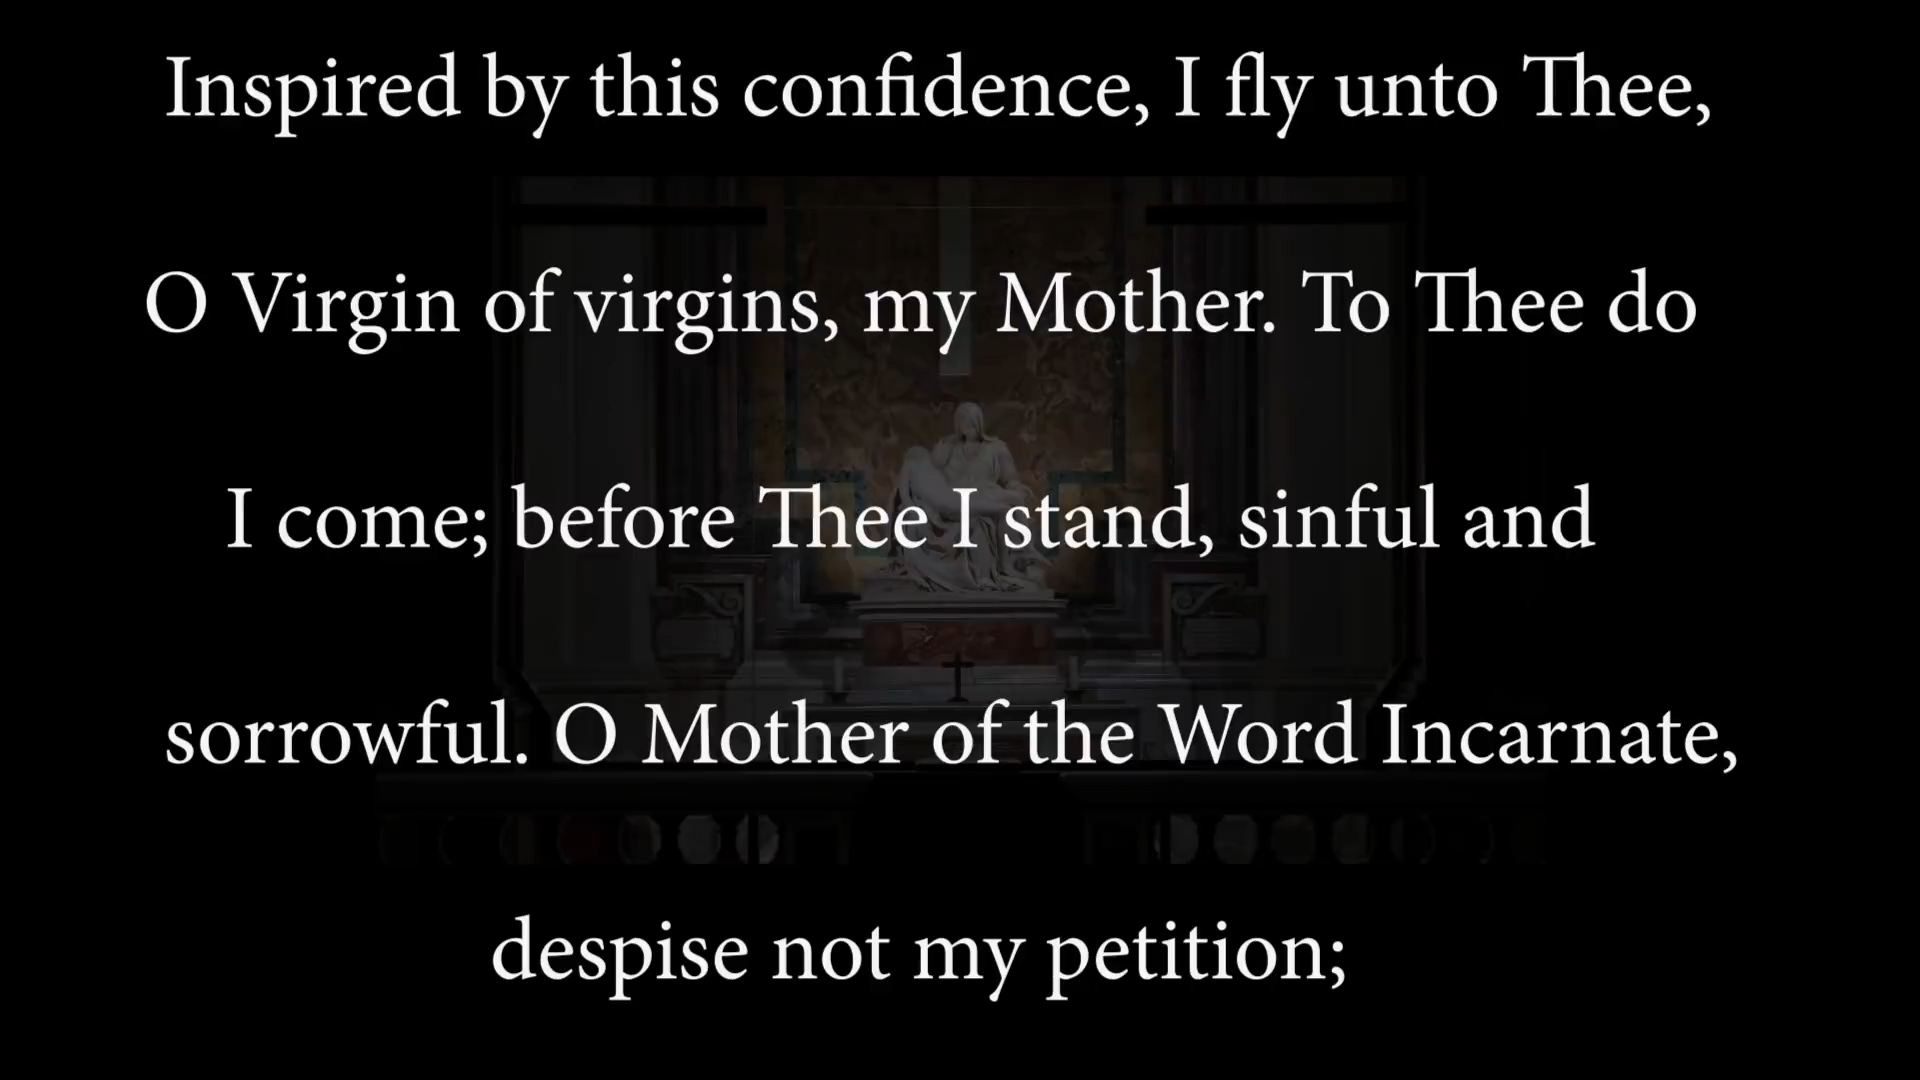 Inspired by this confidence, I fly unto Thee,
O Virgin of virgins, my Mother. To Thee do
I come; before Thee I stand, sinful and
sorrowful. O Mother of the Word Incarnate,
despise not my petition;